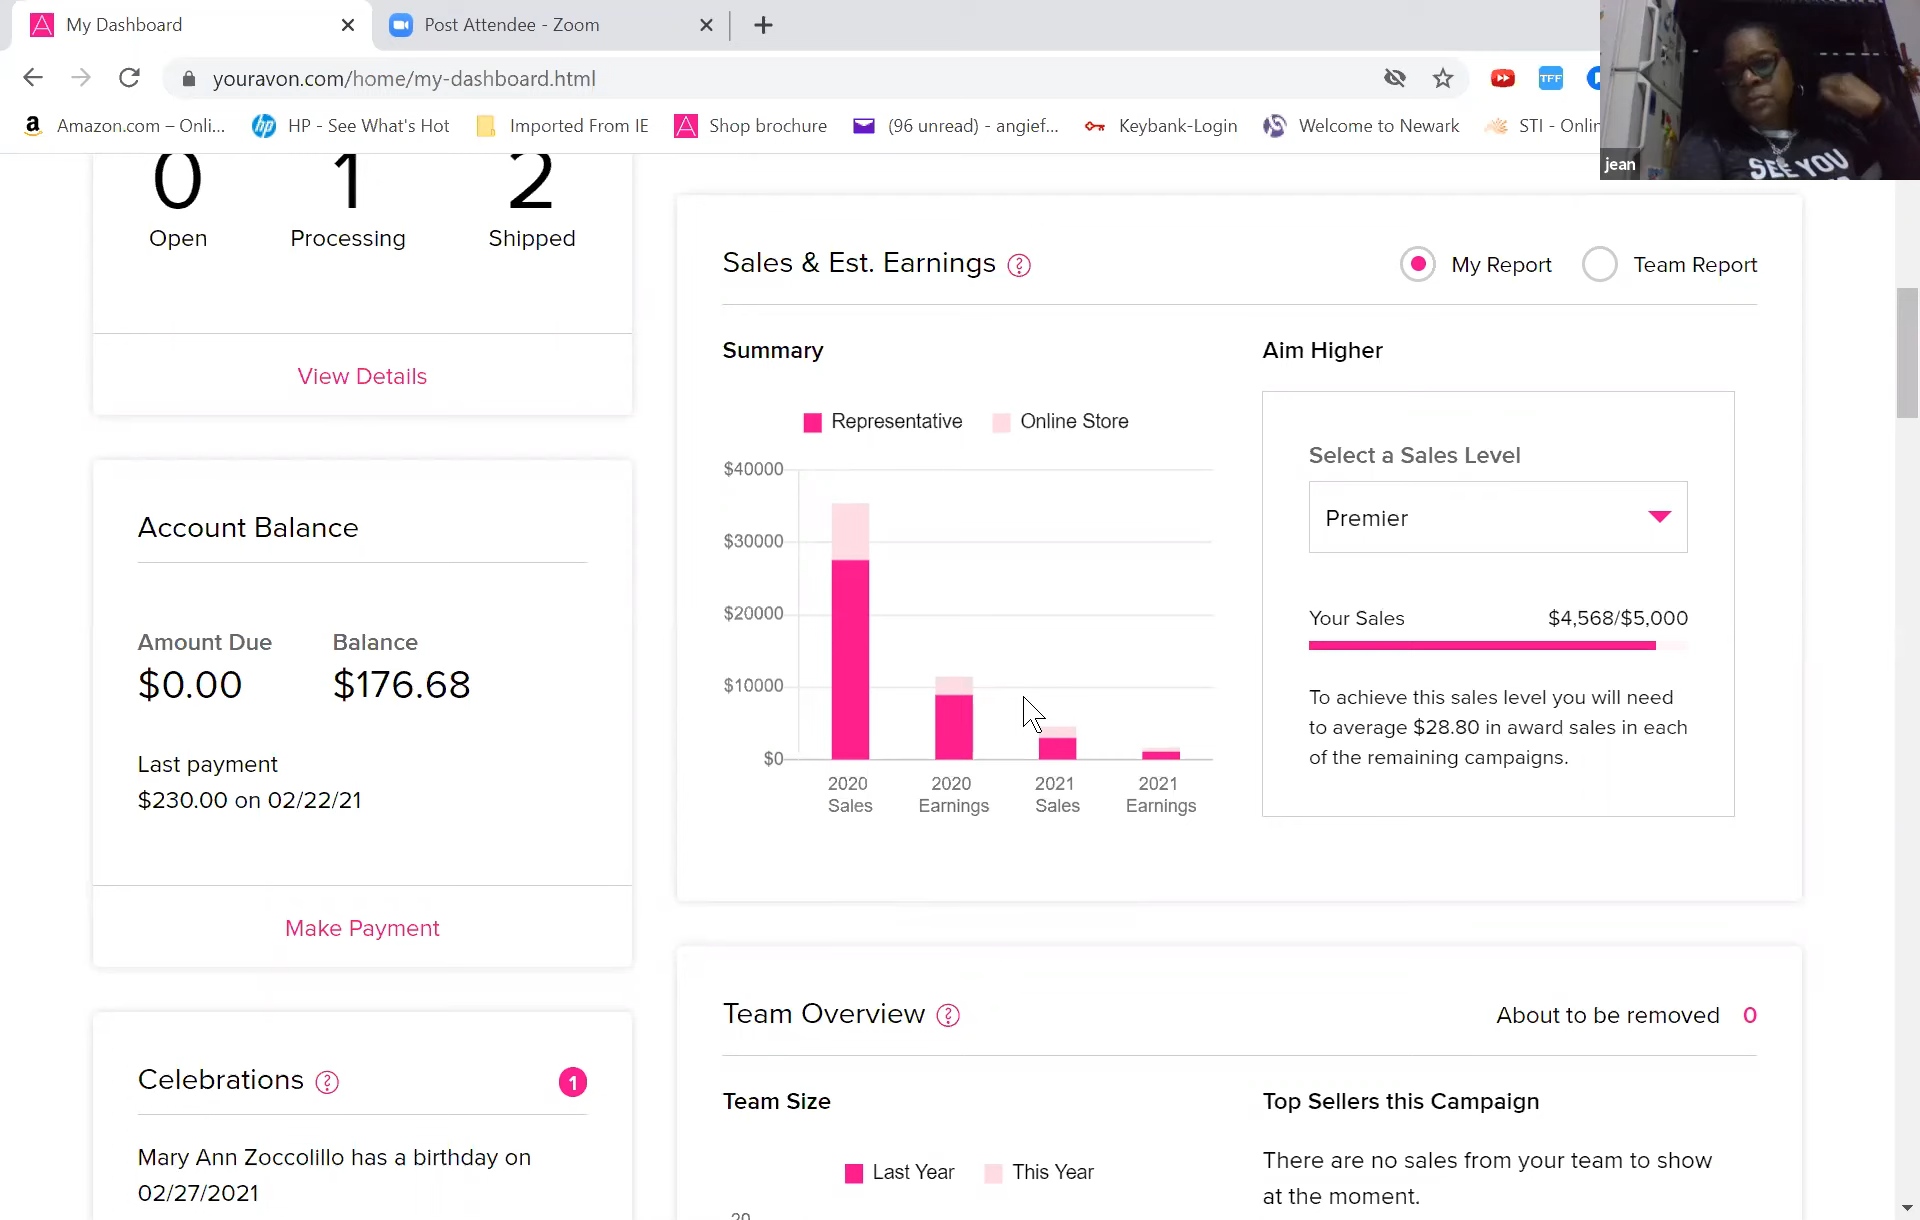 My Dashboard
Post Attendee - Zoom
youravon.com/home/my-dashboard.html
TFF
a Amazon.com – Onli...
hp HP - See What's Hot
Imported From IE
Shop brochure
(96 unread) - angief...
Keybank-Login
Welcome to Newark
STI - Onlin
SEE YOU
jean
0 1 2
Open Processing Shipped
View Details
Account Balance
Amount Due Balance
$0.00 $176.68
Last payment
$230.00 on 02/22/21
Make Payment
Celebrations ? 1
Mary Ann Zoccolillo has a birthday on
02/27/2021
Sales & Est. Earnings ?
My Report Team Report
Summary
Representative Online Store
$40000
$30000
$20000
$10000
$0
2020 Sales
2020 Earnings
2021 Sales
2021 Earnings
Aim Higher
Select a Sales Level
Premier
Your Sales $4,568/$5,000
To achieve this sales level you will need
to average $28.80 in award sales in each
of the remaining campaigns.
Team Overview ?
About to be removed 0
Team Size
Last Year This Year
20
Top Sellers this Campaign
There are no sales from your team to show
at the moment.